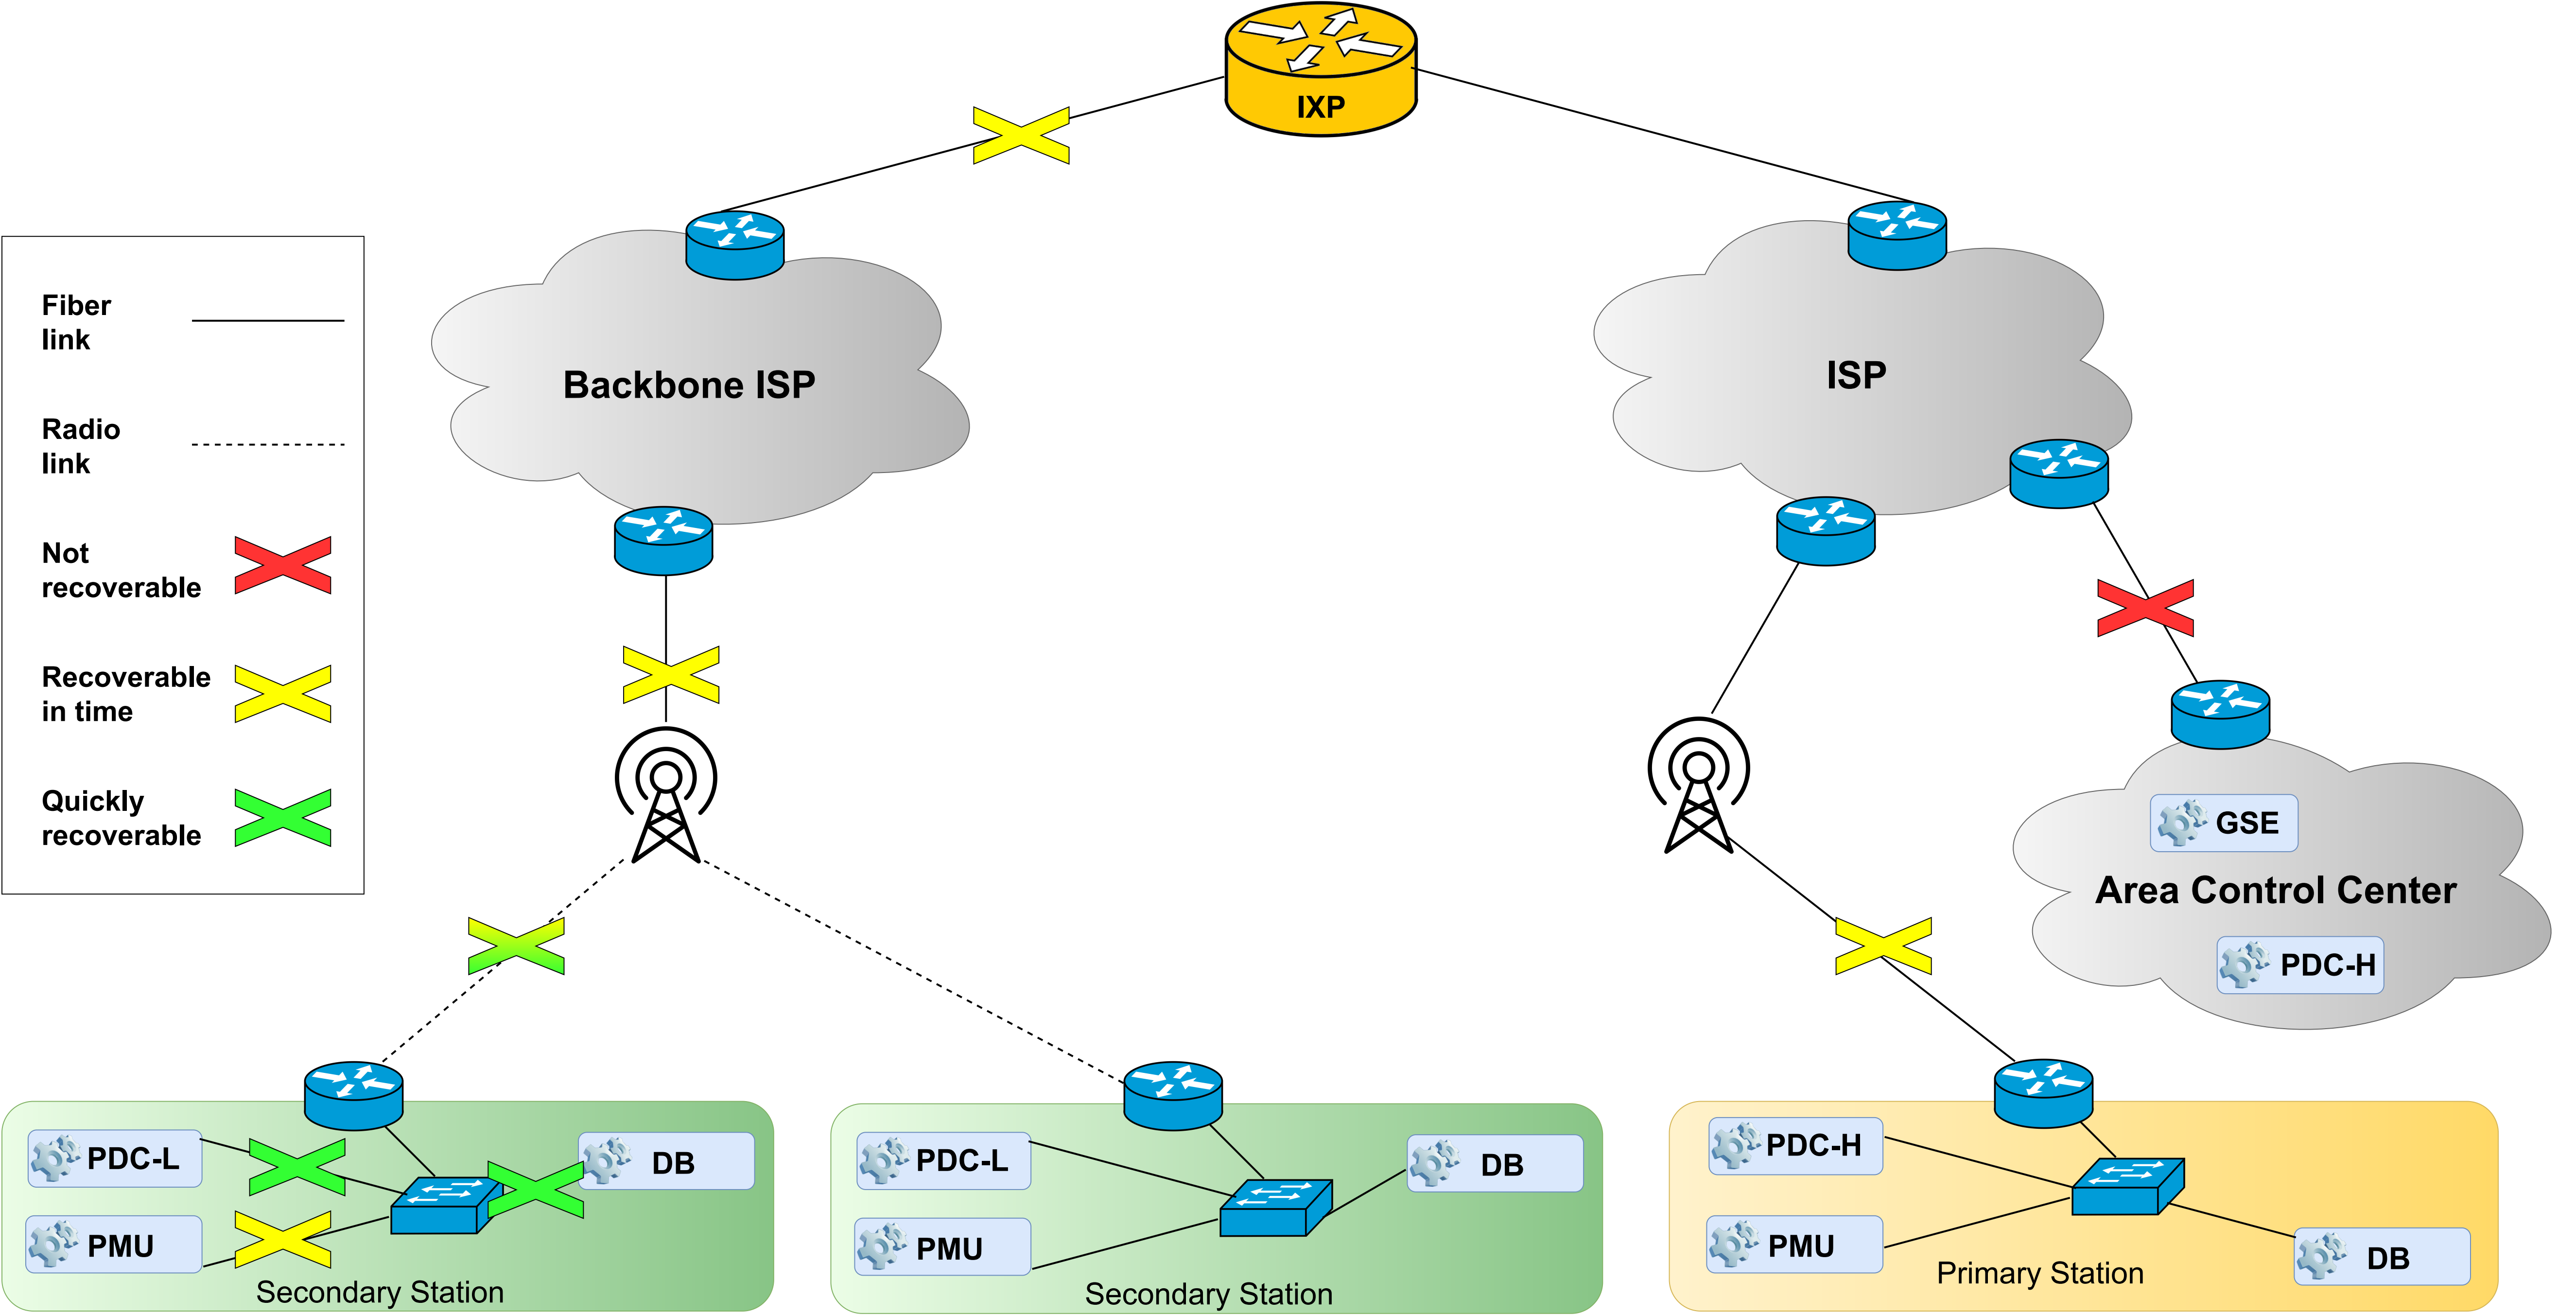 IXP
Backbone ISP
ISP
Fiber
link
Radio
link
Not
recoverable
Recoverable
in time
Quickly
recoverable
GSE
Area Control Center
PDC-H
PDC-L
DB
PMU
Secondary Station
PDC-L
DB
PMU
Secondary Station
PDC-H
PMU
DB
Primary Station